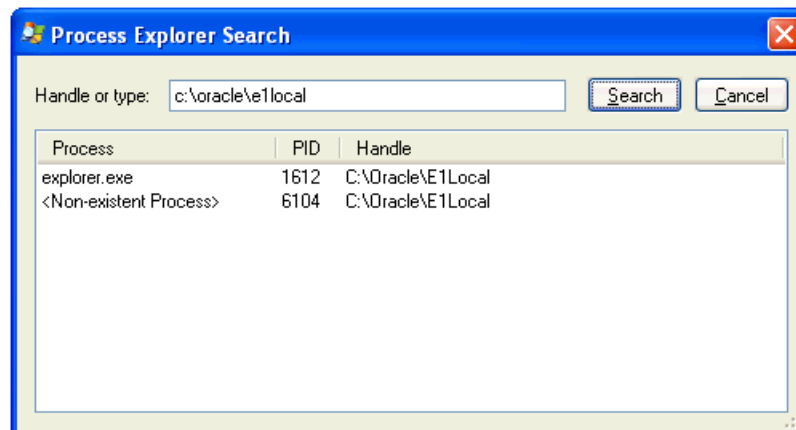 Process Explorer Search
Handle or type: c:\oracle\e1local Search Cancel
Process PID Handle
explorer.exe 1612 C:\Oracle\E1Local
<Non-existent Process> 6104 C:\Oracle\E1Local